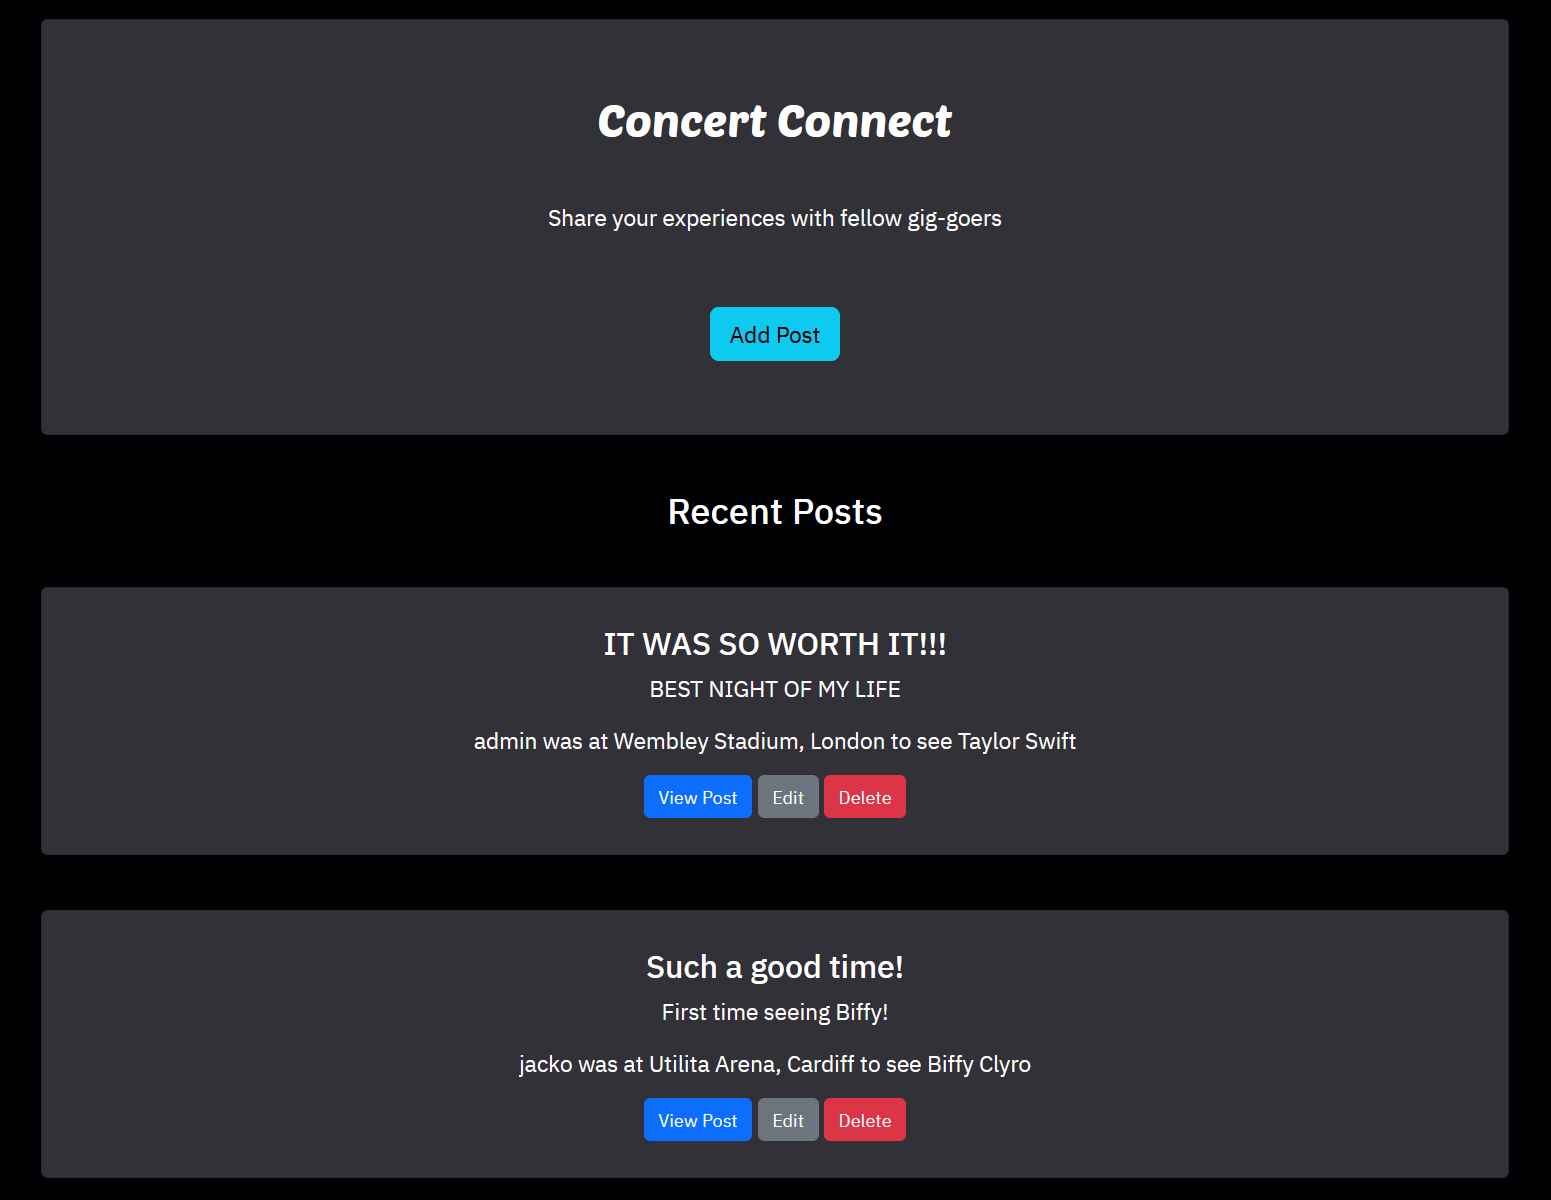 Concert Connect
Share your experiences with fellow gig-goers
Add Post
Recent Posts
IT WAS SO WORTH IT!!!
BEST NIGHT OF MY LIFE
admin was at Wembley Stadium, London to see Taylor Swift
View Post Edit Delete
Such a good time!
First time seeing Biffy!
jacko was at Utilita Arena, Cardiff to see Biffy Clyro
View Post Edit Delete